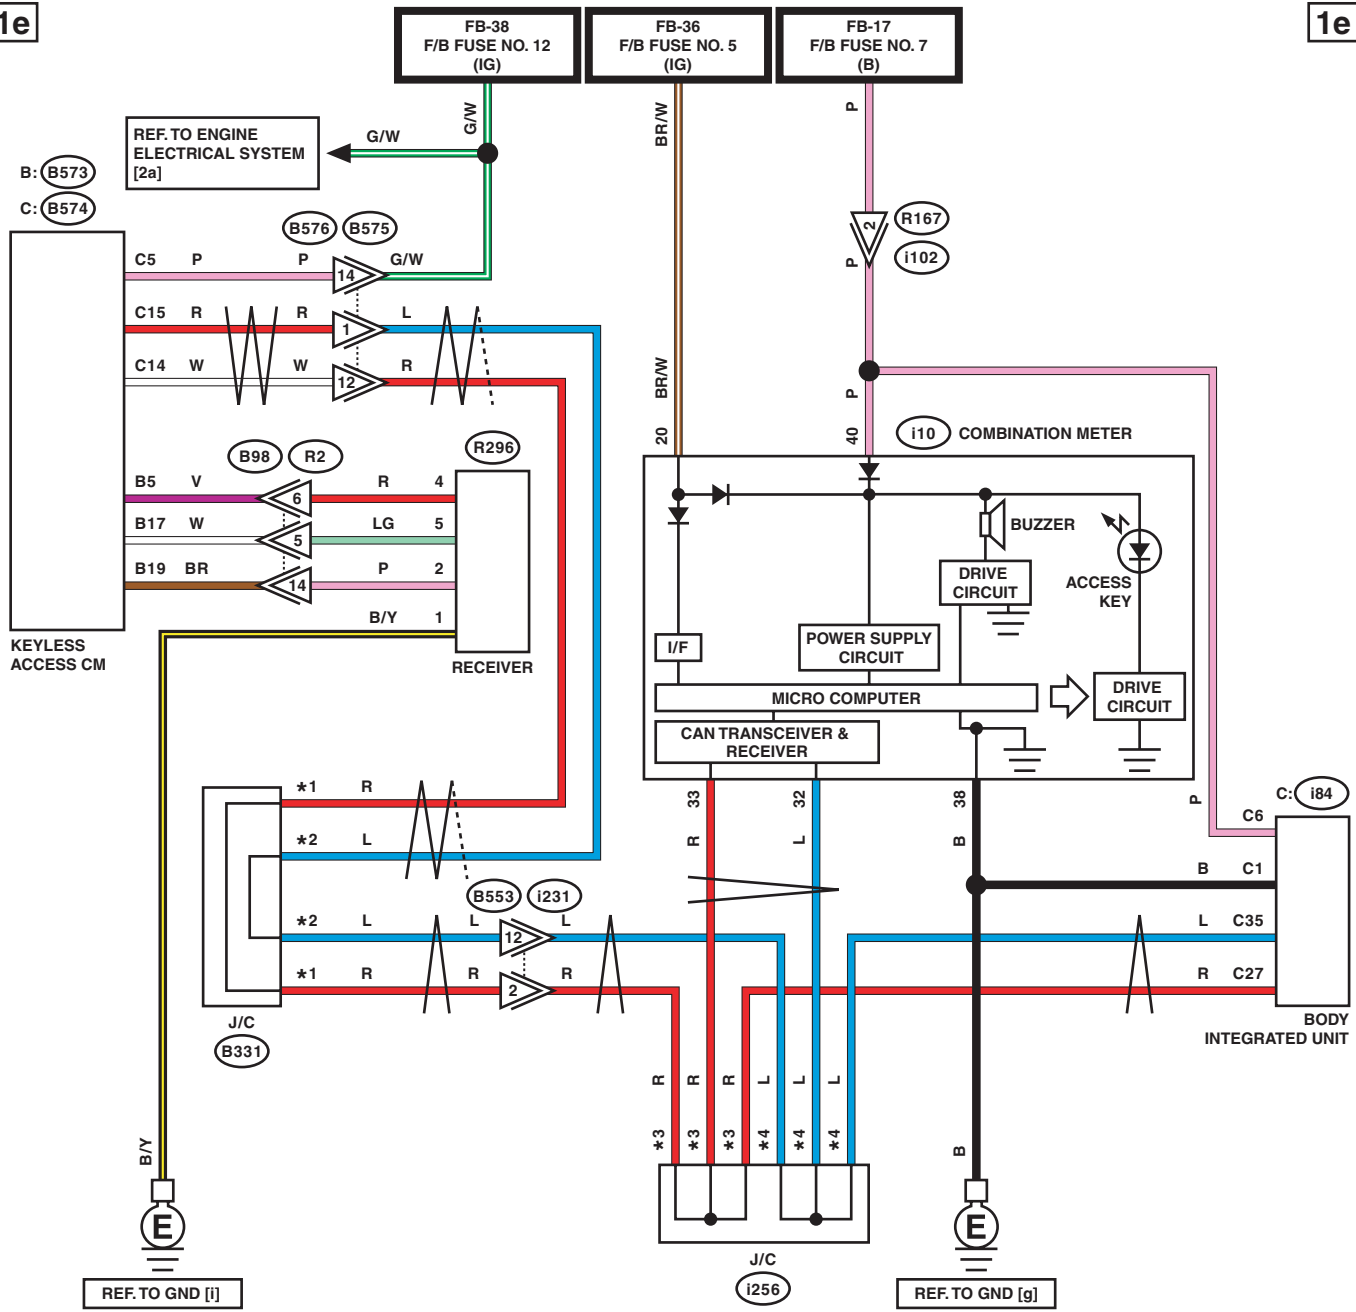 1e
1e
FB-38
F/B FUSE NO. 12
(IG)
FB-36
F/B FUSE NO. 5
(IG)
FB-17
F/B FUSE NO. 7
(B)
G/W
BR/W
P
REF. TO ENGINE
ELECTRICAL SYSTEM
[2a]
G/W
B: B573
C: B574
B576 B575
R167
i102
2
P
C5 P P 14 G/W
C15 R R 1 L
C14 W W 12 R
BR/W
P
20
40
i10 COMBINATION METER
B98 R2
R296
B5 V 6 R 4
B17 W 5 LG 5
B19 BR 14 P 2
B/Y 1
KEYLESS
ACCESS CM
RECEIVER
BUZZER
DRIVE
CIRCUIT
ACCESS
KEY
I/F
POWER SUPPLY
CIRCUIT
MICRO COMPUTER
DRIVE
CIRCUIT
CAN TRANSCEIVER &
RECEIVER
*1 R
*2 L
33
32
38
R
L
B
P
C: i84
C6
B C1
B553 i231
*2 L L 12 L
L C35
*1 R R 2 R
R C27
J/C
B331
BODY
INTEGRATED UNIT
R R R L L L
*3 *3 *3 *4 *4 *4
B/Y
B
E
E
REF. TO GND [i]
J/C
i256
REF. TO GND [g]